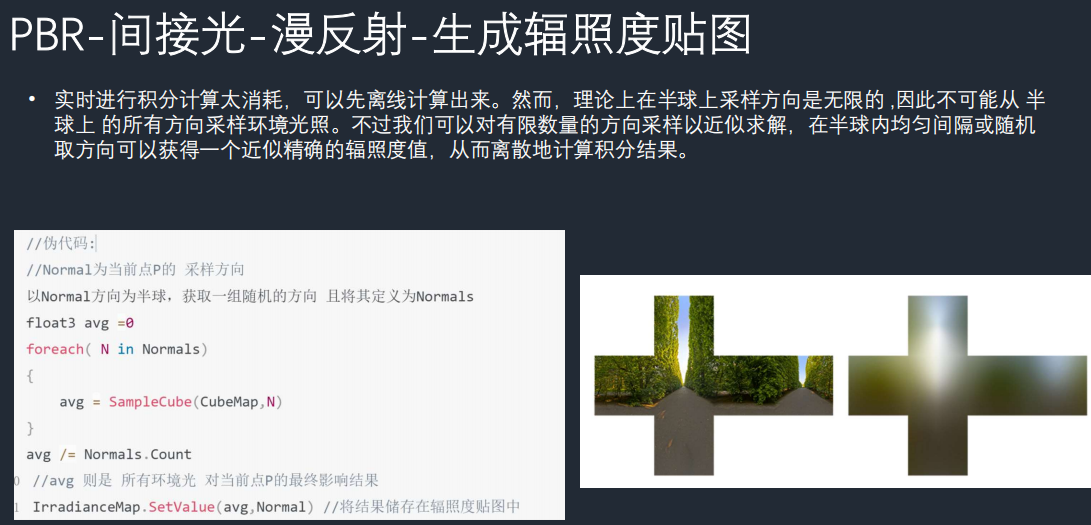 PBR-间接光-漫反射-生成辐照度贴图
• 实时进行积分计算太消耗，可以先离线计算出来。然而，理论上在半球上采样方向是无限的 ,因此不可能从 半
球上 的所有方向采样环境光照。不过我们可以对有限数量的方向采样以近似求解，在半球内均匀间隔或随机
取方向可以获得一个近似精确的辐照度值，从而离散地计算积分结果。
//伪代码:
//Normal为当前点P的 采样方向
以Normal方向为半球，获取一组随机的方向 且将其定义为Normals
float3 avg =0
foreach( N in Normals)
{
avg = SampleCube(CubeMap,N)
}
avg /= Normals.Count
0 //avg 则是 所有环境光 对当前点P的最终影响结果
1 IrradianceMap.SetValue(avg,Normal) //将结果储存在辐照度贴图中